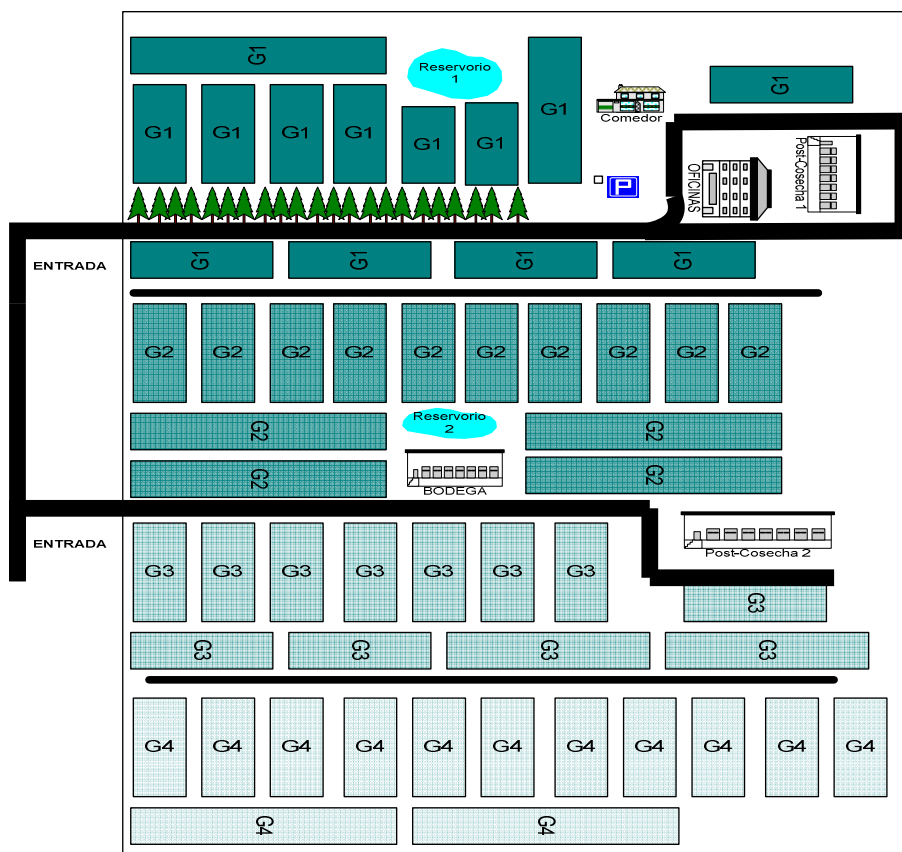 G1
Reservorio
1
G1
Comedor
G1 G1 G1 G1 G1 G1 G1
P
OFICINAS
Post-Cosecha 1
ENTRADA
G1 G1 G1 G1
G2 G2 G2 G2 G2 G2 G2 G2 G2 G2
Reservorio
2
G2 G2
G2 G2
BODEGA
ENTRADA
Post-Cosecha 2
G3 G3 G3 G3 G3 G3 G3
G3
G3 G3 G3 G3
G4 G4 G4 G4 G4 G4 G4 G4 G4 G4 G4
G4 G4